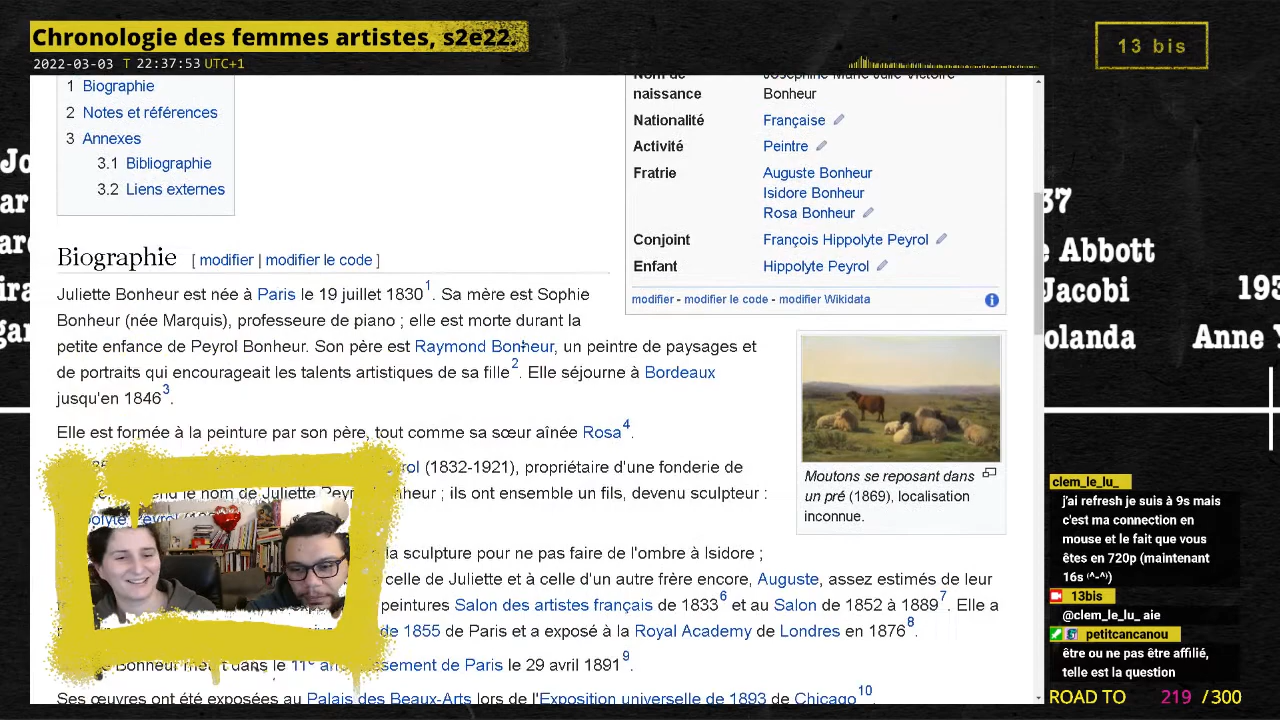 Chronologie des femmes artistes, s2e22.
2022-03-03 T 22:37:53 UTC+1
13 bis
1 Biographie
2 Notes et références
3 Annexes
3.1 Bibliographie
3.2 Liens externes
naissance Bonheur
Nationalité Française
Activité Peintre
Fratrie Auguste Bonheur
Isidore Bonheur
Rosa Bonheur
Conjoint François Hippolyte Peyrol
Enfant Hippolyte Peyrol
modifier - modifier le code - modifier Wikidata
Biographie [ modifier | modifier le code ]
Juliette Bonheur est née à Paris le 19 juillet 1830 1. Sa mère est Sophie
Bonheur (née Marquis), professeure de piano ; elle est morte durant la
petite enfance de Peyrol Bonheur. Son père est Raymond Bonheur, un peintre de paysages et
de portraits qui encourageait les talents artistiques de sa fille 2. Elle séjourne à Bordeaux
jusqu'en 1846 3.
Elle est formée à la peinture par son père, tout comme sa sœur aînée Rosa 4.
(1832-1921), propriétaire d'une fonderie de
le nom de Juliette ; ils ont ensemble un fils, devenu sculpteur :
la sculpture pour ne pas faire de l'ombre à Isidore ;
celle de Juliette et à celle d'un autre frère encore, Auguste, assez estimés de leur
peintures Salon des artistes français de 1833 6 et au Salon de 1852 à 1889 7. Elle a
de 1855 de Paris et a exposé à la Royal Academy de Londres en 1876 8.
Bonheur dans le 11e de Paris le 29 avril 1891 9.
Ses œuvres ont été exposées au Palais des Beaux-Arts lors de l'Exposition universelle de 1893 de Chicago 10
Moutons se reposant dans
un pré (1869), localisation
inconnue.
37
Abbott
Jacobi
195
olanda
Anne
clem_le_lu_
j'ai refresh je suis à 9s mais
c'est ma connection en
mouse et le fait que vous
êtes en 720p (maintenant
16s (^-^))
13bis
@clem_le_lu_ aie
petitcancanou
être ou ne pas être affilié,
telle est la question
ROAD TO 219 /300